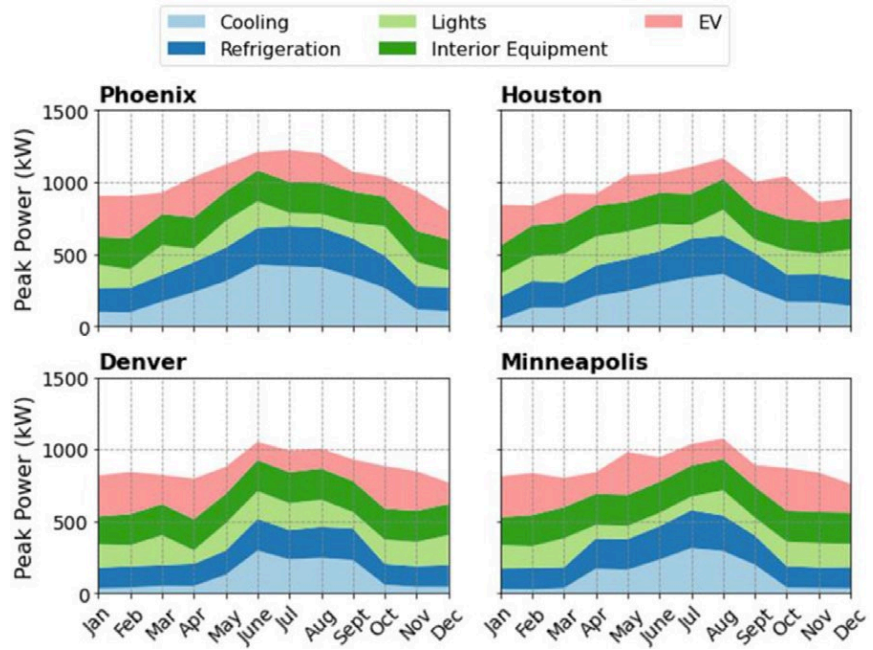 Cooling
Lights
EV
Refrigeration
Interior Equipment
Phoenix
Houston
1500
1000
500
0
Peak Power (kW)
Denver
Minneapolis
1500
1000
500
0
Peak Power (kW)
Jan Feb Mar Apr May June Jul Aug Sept Oct Nov Dec
Jan Feb Mar Apr May June Jul Aug Sept Oct Nov Dec